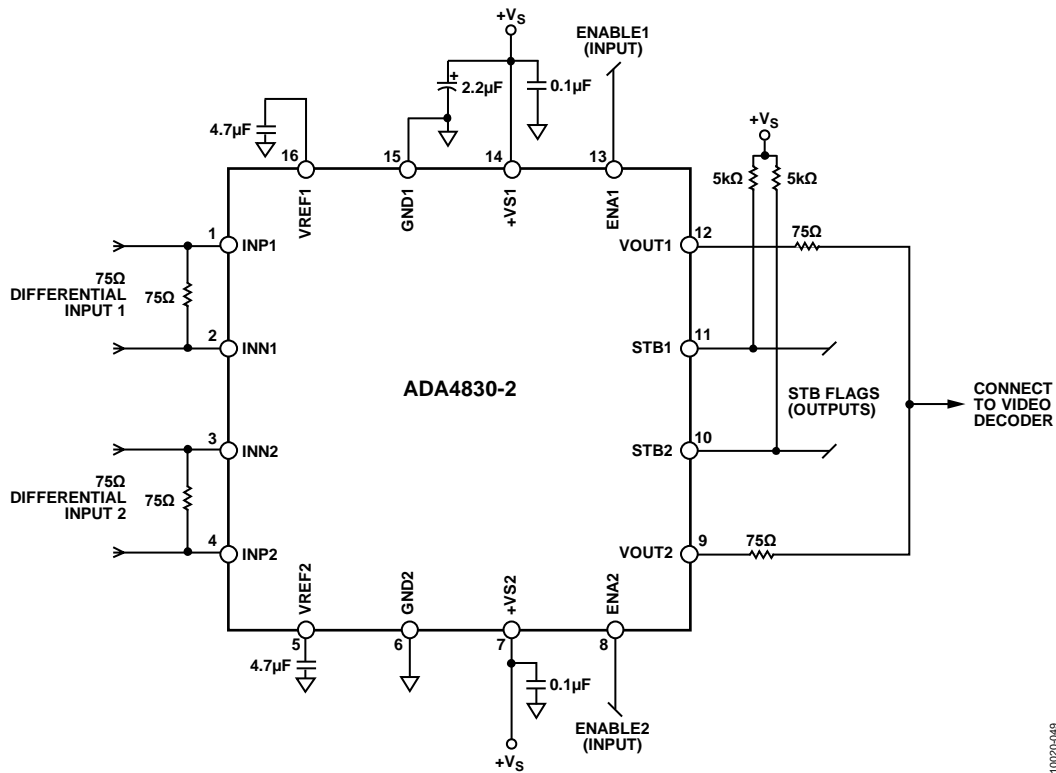 +VS
ENABLE1
(INPUT)
2.2µF
0.1µF
+
4.7µF
+VS
5kΩ
5kΩ
16
15
14
13
VREF1
GND1
+VS1
ENA1
1
INP1
75Ω
DIFFERENTIAL
INPUT 1
75Ω
2
INN1
VOUT1
12
75Ω
11
STB1
ADA4830-2
STB FLAGS
(OUTPUTS)
CONNECT
TO VIDEO
DECODER
3
INN2
75Ω
DIFFERENTIAL
INPUT 2
75Ω
4
INP2
10
STB2
VOUT2
9
75Ω
VREF2
GND2
+VS2
ENA2
5
6
7
8
4.7µF
0.1µF
ENABLE2
(INPUT)
+VS
10020-049